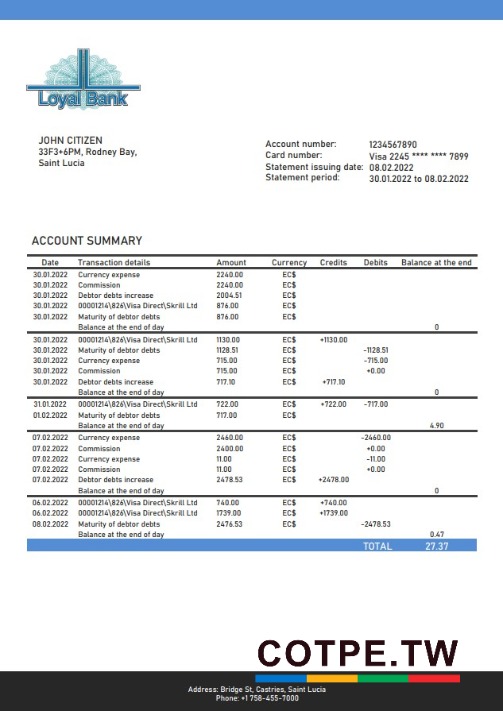 Loyal Bank
JOHN CITIZEN
33F3+6PM, Rodney Bay,
Saint Lucia
Account number: 1234567890
Card number: Visa 2245 **** **** 7899
Statement issuing date: 08.02.2022
Statement period: 30.01.2022 to 08.02.2022
ACCOUNT SUMMARY
Date Transaction details Amount Currency Credits Debits Balance at the end
30.01.2022 Currency expense 2240.00 EC$
30.01.2022 Commission 2240.00 EC$
30.01.2022 Debtor debts increase 2004.51 EC$
30.01.2022 00001214\826\Visa Direct\Skrill Ltd 876.00 EC$
30.01.2022 Maturity of debtor debts 876.00 EC$
Balance at the end of day 0
30.01.2022 00001214\826\Visa Direct\Skrill Ltd 1130.00 EC$ +1130.00
30.01.2022 Maturity of debtor debts 1128.51 EC$ -1128.51
30.01.2022 Currency expense 715.00 EC$ -715.00
30.01.2022 Commission 715.00 EC$ +0.00
30.01.2022 Debtor debts increase 717.10 EC$ +717.10
Balance at the end of day 0
31.01.2022 00001214\826\Visa Direct\Skrill Ltd 722.00 EC$ +722.00 -717.00
01.02.2022 Maturity of debtor debts 717.00 EC$
Balance at the end of day 4.90
07.02.2022 Currency expense 2460.00 EC$ -2460.00
07.02.2022 Commission 2400.00 EC$ +0.00
07.02.2022 Currency expense 11.00 EC$ -11.00
07.02.2022 Commission 11.00 EC$ +0.00
07.02.2022 Debtor debts increase 2478.53 EC$ +2478.00
Balance at the end of day 0
06.02.2022 00001214\826\Visa Direct\Skrill Ltd 740.00 EC$ +740.00
06.02.2022 00001214\826\Visa Direct\Skrill Ltd 1739.00 EC$ +1739.00
08.02.2022 Maturity of debtor debts 2476.53 EC$ -2478.53
Balance at the end of day 0.47
TOTAL 27.37
COTPE.TW
Address: Bridge St, Castries, Saint Lucia
Phone: +1 758-455-7000